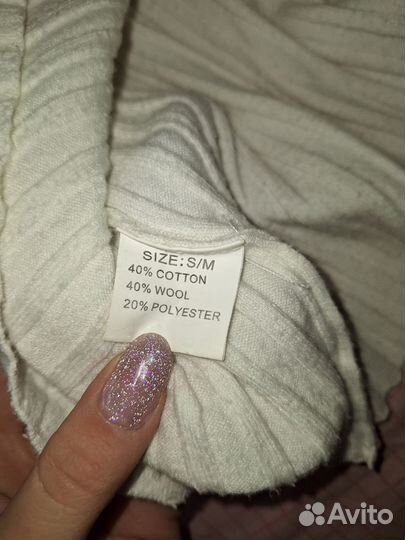 SIZE:S/M
40% COTTON
40% WOOL
20% POLYESTER
Avito